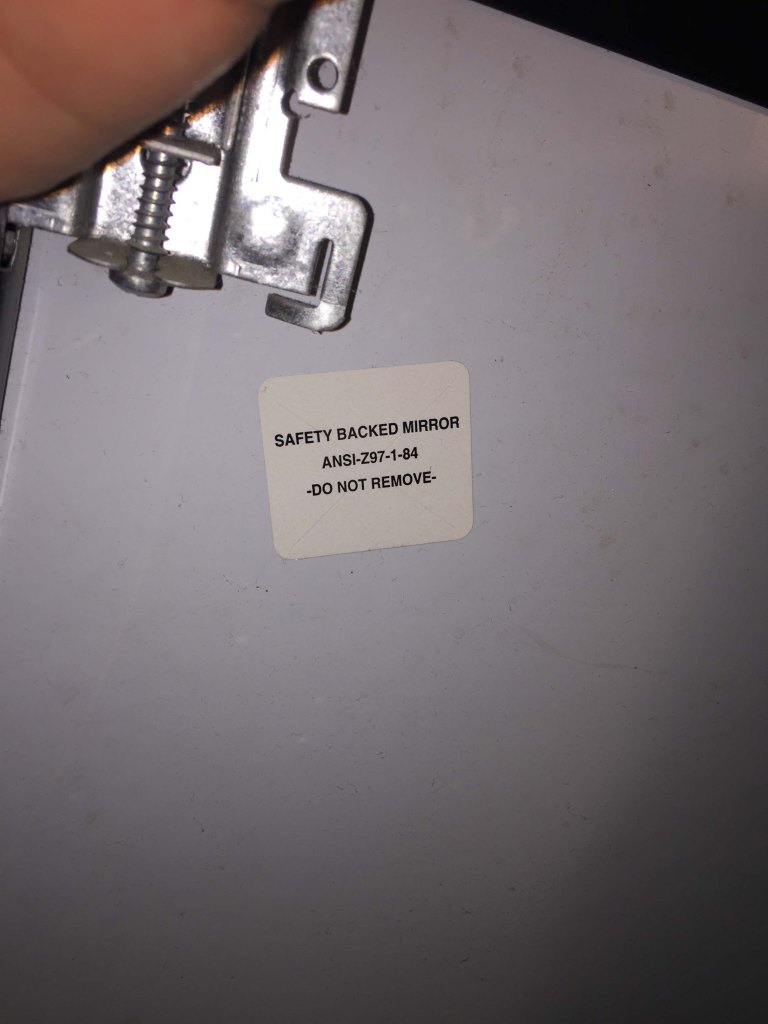 SAFETY BACKED MIRROR
ANSI-Z97-1-84
-DO NOT REMOVE-